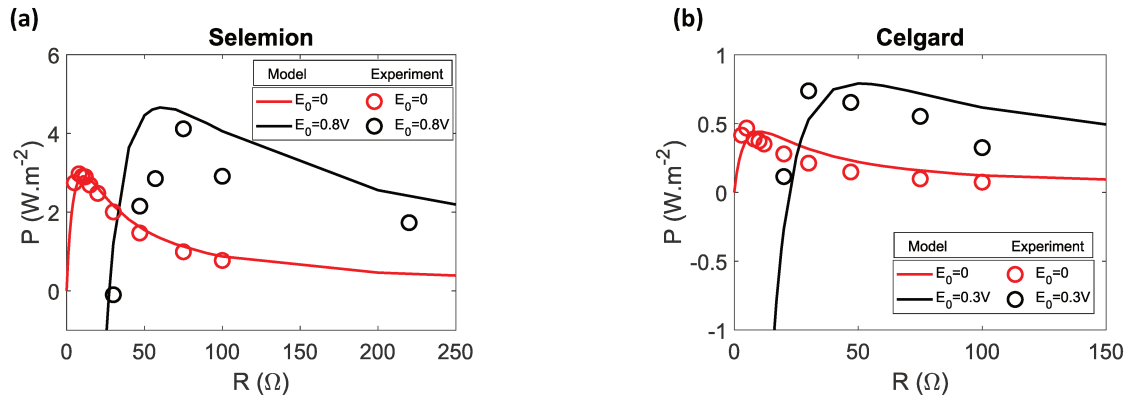 (a)
Selemion
6
4
2
0
P (W.m⁻²)
Model Experiment
E₀=0 E₀=0
E₀=0.8V E₀=0.8V
0 50 100 150 200 250
R (Ω)
(b)
Celgard
1
0.5
0
-0.5
-1
P (W.m⁻²)
Model Experiment
E₀=0 E₀=0
E₀=0.3V E₀=0.3V
0 50 100 150
R (Ω)